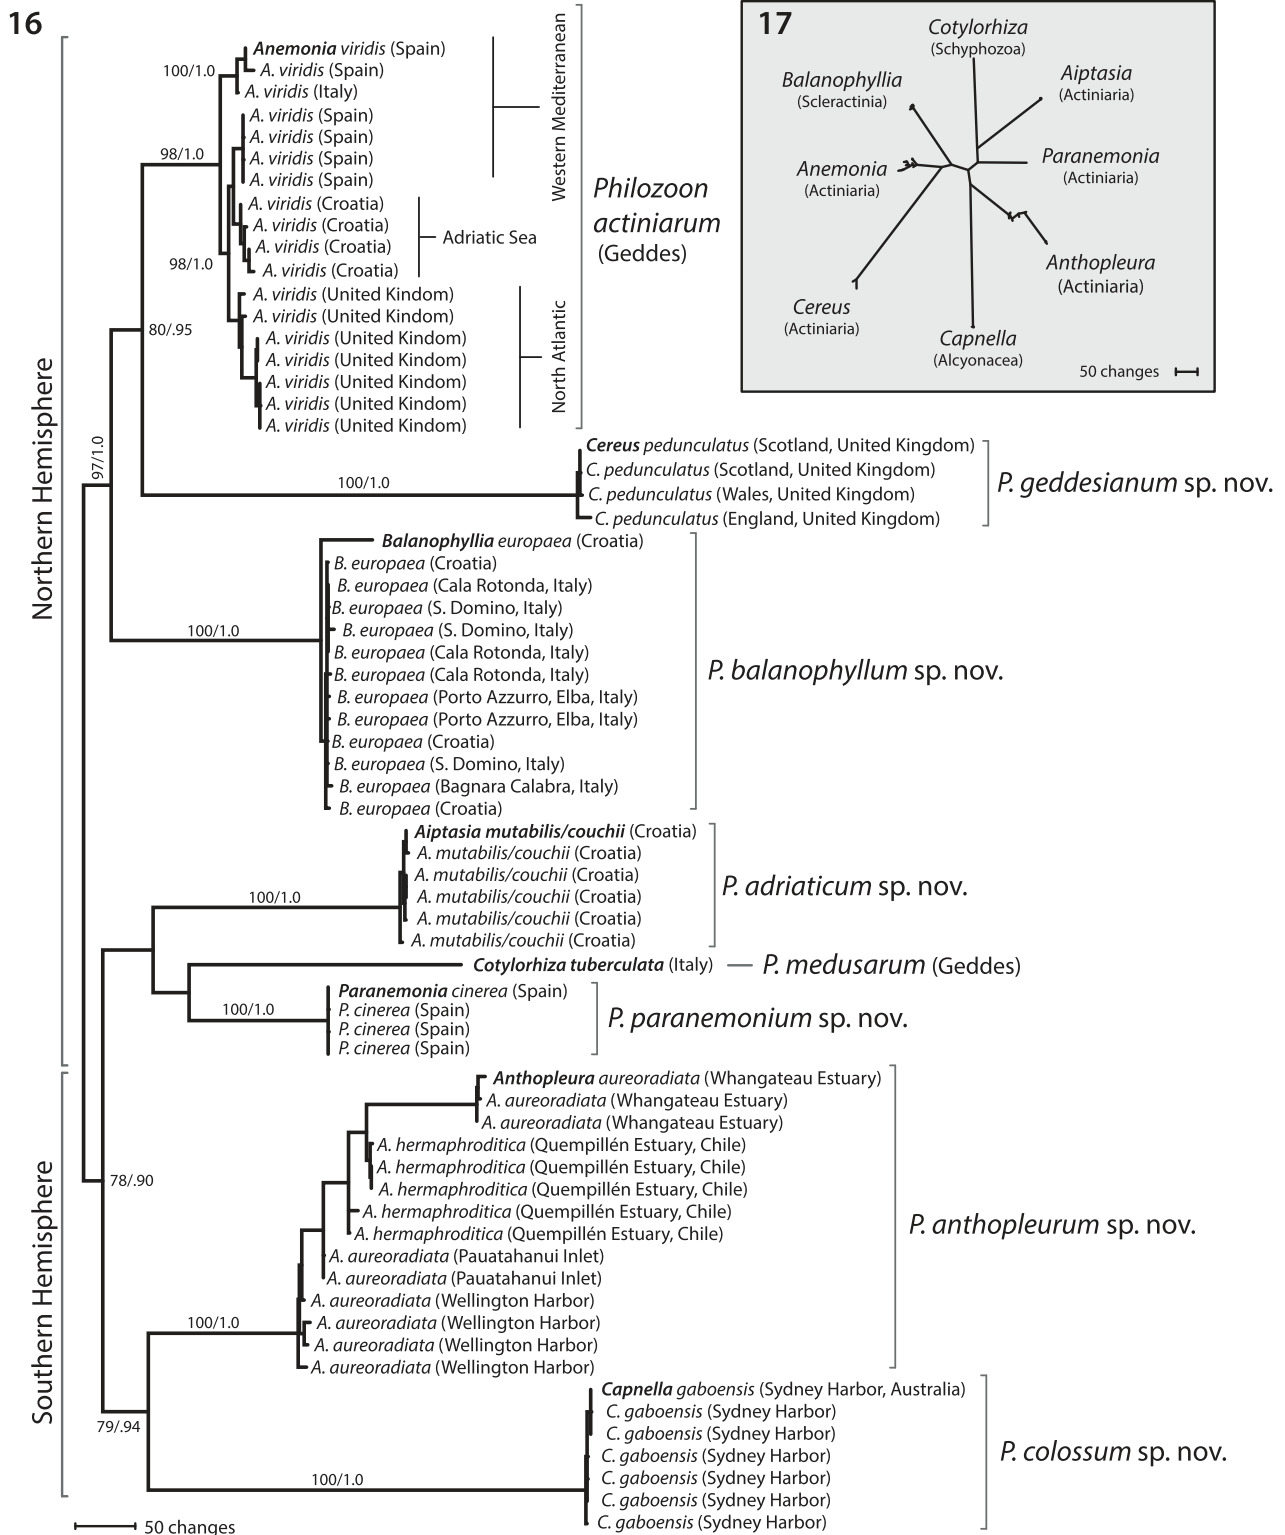 16
Northern Hemisphere
Southern Hemisphere
100/1.0
98/1.0
98/1.0
80/.95
97/1.0
Anemonia viridis (Spain)
A. viridis (Spain)
A. viridis (Italy)
A. viridis (Spain)
A. viridis (Spain)
A. viridis (Spain)
A. viridis (Spain)
A. viridis (Croatia)
A. viridis (Croatia)
A. viridis (Croatia)
A. viridis (Croatia)
A. viridis (United Kindom)
A. viridis (United Kindom)
A. viridis (United Kindom)
A. viridis (United Kindom)
A. viridis (United Kindom)
A. viridis (United Kindom)
A. viridis (United Kindom)
Western Mediterranean
Adriatic Sea
North Atlantic
Philozoon
actiniarum
(Geddes)
100/1.0
Cereus pedunculatus (Scotland, United Kingdom)
C. pedunculatus (Scotland, United Kingdom)
C. pedunculatus (Wales, United Kingdom)
C. pedunculatus (England, United Kingdom)
P. geddesianum sp. nov.
100/1.0
Balanophyllia europaea (Croatia)
B. europaea (Croatia)
B. europaea (Cala Rotonda, Italy)
B. europaea (S. Domino, Italy)
B. europaea (S. Domino, Italy)
B. europaea (Cala Rotonda, Italy)
B. europaea (Cala Rotonda, Italy)
B. europaea (Porto Azzurro, Elba, Italy)
B. europaea (Porto Azzurro, Elba, Italy)
B. europaea (Croatia)
B. europaea (S. Domino, Italy)
B. europaea (Bagnara Calabra, Italy)
B. europaea (Croatia)
P. balanophyllum sp. nov.
100/1.0
Aiptasia mutabilis/couchii (Croatia)
A. mutabilis/couchii (Croatia)
A. mutabilis/couchii (Croatia)
A. mutabilis/couchii (Croatia)
A. mutabilis/couchii (Croatia)
A. mutabilis/couchii (Croatia)
P. adriaticum sp. nov.
Cotylorhiza tuberculata (Italy)
P. medusarum (Geddes)
100/1.0
Paranemonia cinerea (Spain)
P. cinerea (Spain)
P. cinerea (Spain)
P. cinerea (Spain)
P. paranemonium sp. nov.
78/.90
100/1.0
Anthopleura aureoradiata (Whangateau Estuary)
A. aureoradiata (Whangateau Estuary)
A. aureoradiata (Whangateau Estuary)
A. hermaphroditica (Quempillén Estuary, Chile)
A. hermaphroditica (Quempillén Estuary, Chile)
A. hermaphroditica (Quempillén Estuary, Chile)
A. hermaphroditica (Quempillén Estuary, Chile)
A. hermaphroditica (Quempillén Estuary, Chile)
A. aureoradiata (Pauatahanui Inlet)
A. aureoradiata (Pauatahanui Inlet)
A. aureoradiata (Wellington Harbor)
A. aureoradiata (Wellington Harbor)
A. aureoradiata (Wellington Harbor)
A. aureoradiata (Wellington Harbor)
P. anthopleurum sp. nov.
79/.94
100/1.0
Capnella gaboensis (Sydney Harbor, Australia)
C. gaboensis (Sydney Harbor)
C. gaboensis (Sydney Harbor)
C. gaboensis (Sydney Harbor)
C. gaboensis (Sydney Harbor)
C. gaboensis (Sydney Harbor)
C. gaboensis (Sydney Harbor)
P. colossum sp. nov.
50 changes
17
Cotylorhiza
(Schyphozoa)
Balanophyllia
(Scleractinia)
Aiptasia
(Actiniaria)
Anemonia
(Actiniaria)
Paranemonia
(Actiniaria)
Anthopleura
(Actiniaria)
Cereus
(Actiniaria)
Capnella
(Alcyonacea)
50 changes